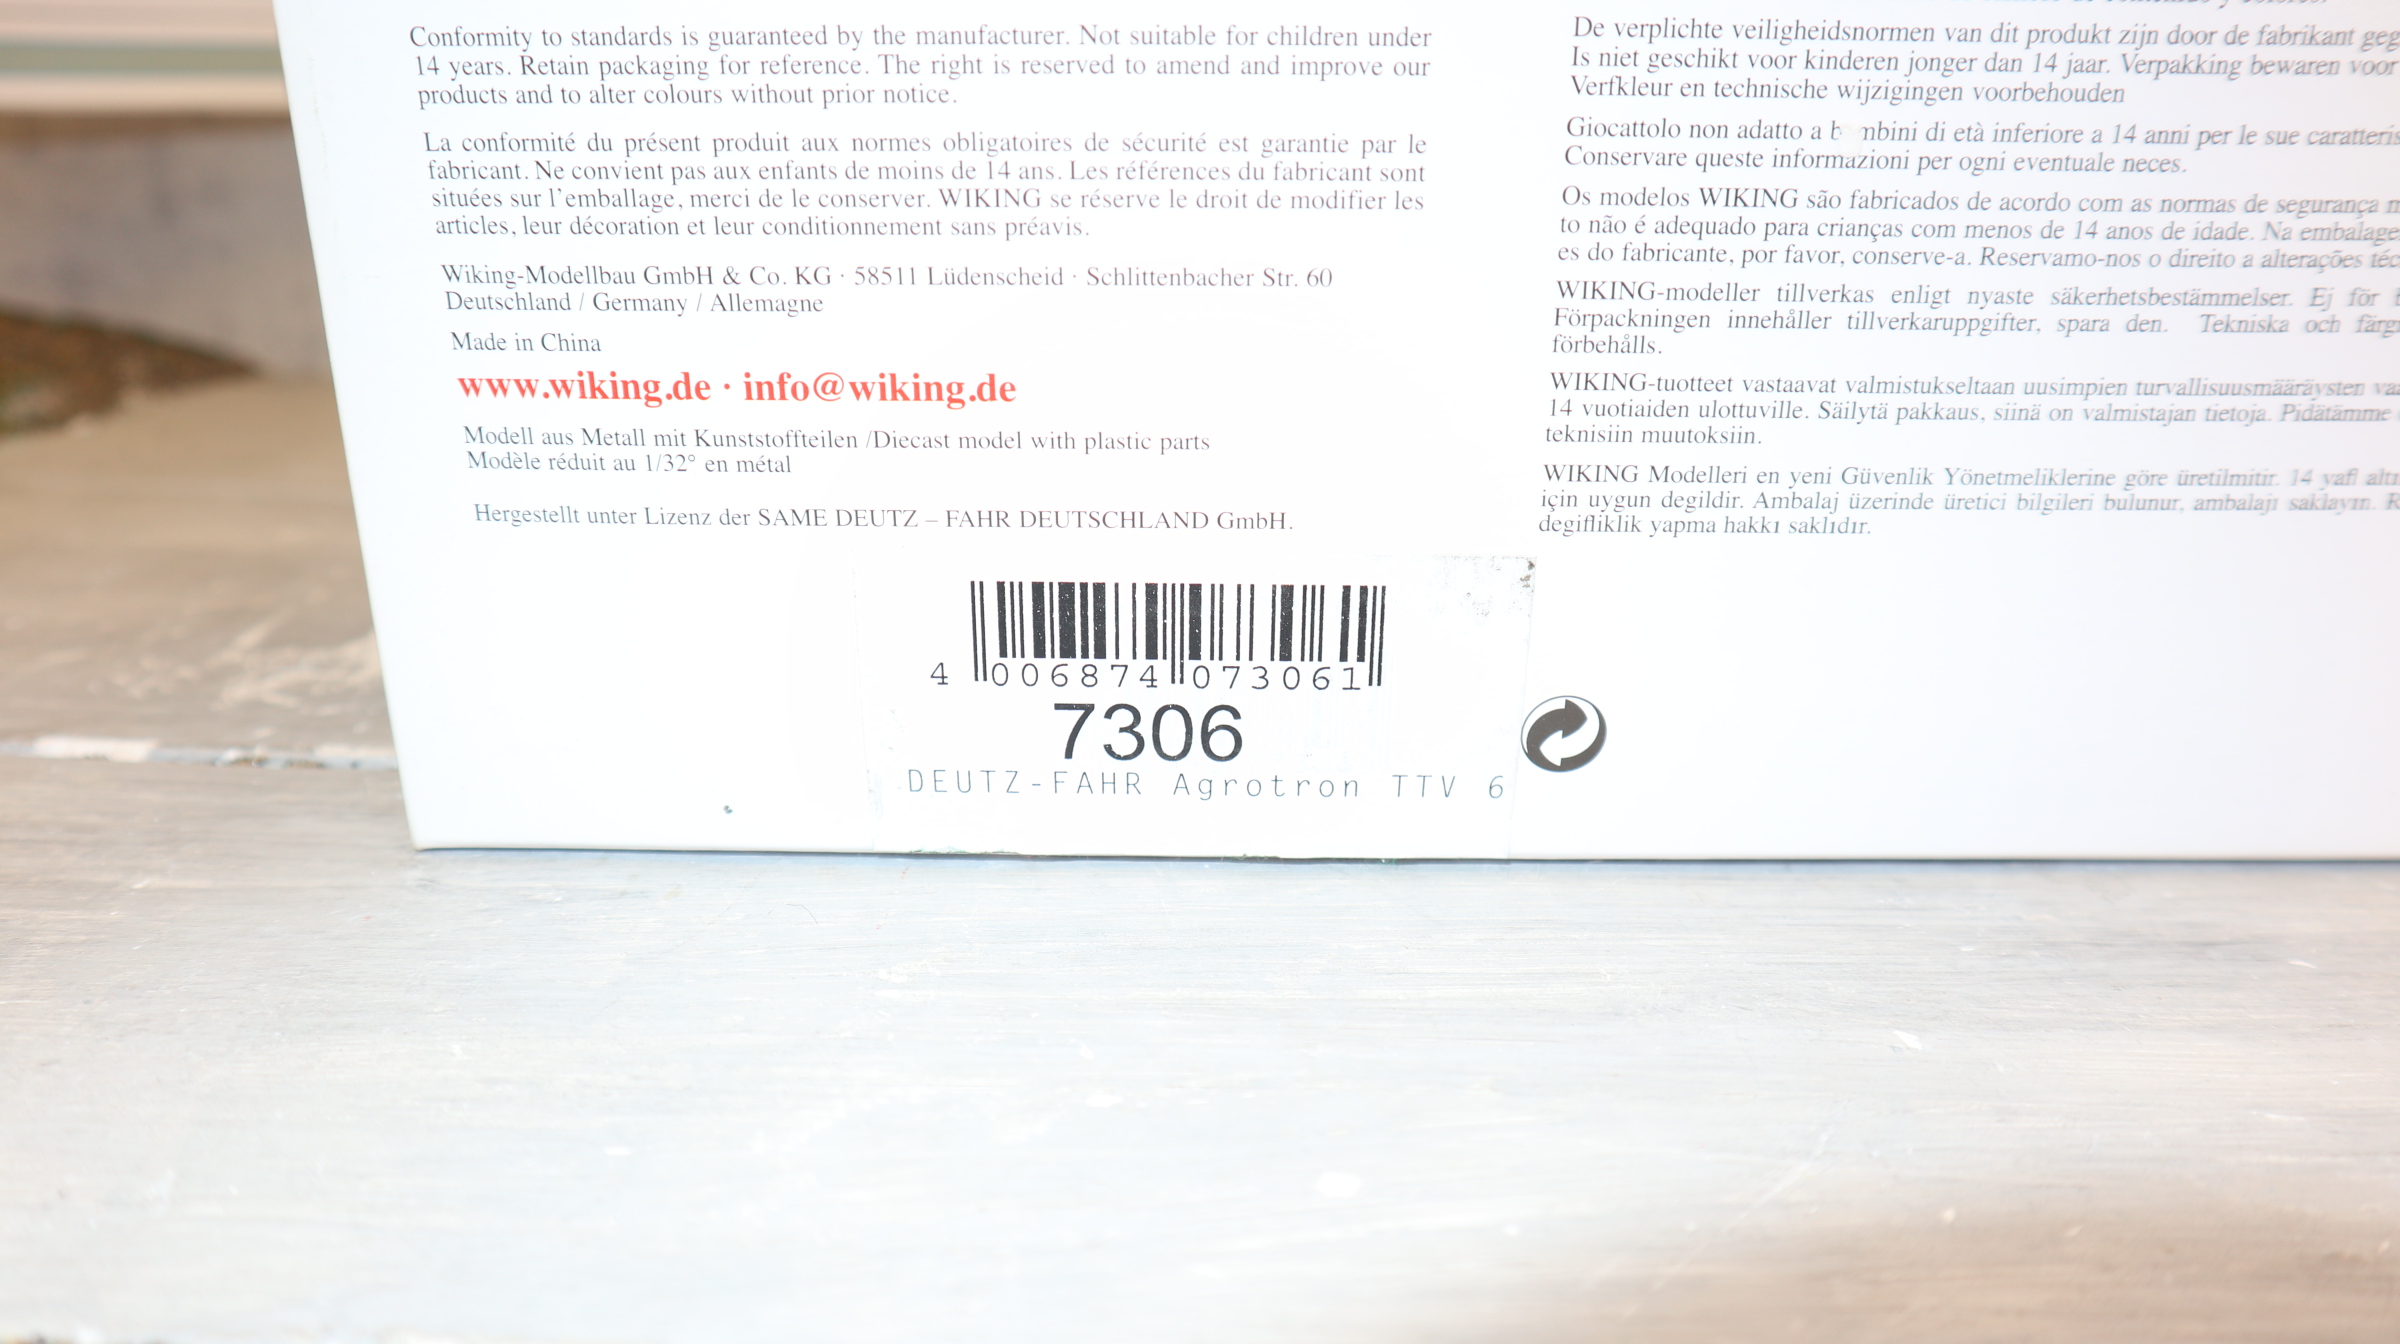 Conformity to standards is guaranteed by the manufacturer. Not suitable for children under
14 years. Retain packaging for reference. The right is reserved to amend and improve our
products and to alter colours without prior notice.
La conformité du présent produit aux normes obligatoires de sécurité est garantie par le
fabricant. Ne convient pas aux enfants de moins de 14 ans. Les références du fabricant sont
situées sur l'emballage, merci de le conserver. WIKING se réserve le droit de modifier les
articles, leur décoration et leur conditionnement sans préavis.
Wiking-Modellbau GmbH & Co. KG · 58511 Lüdenscheid · Schlittenbacher Str. 60
Deutschland / Germany / Allemagne
Made in China
www.wiking.de · info@wiking.de
Modell aus Metall mit Kunststoffteilen /Diecast model with plastic parts
Modèle réduit au 1/32° en métal
Hergestellt unter Lizenz der SAME DEUTZ – FAHR DEUTSCHLAND GmbH.
4 006874 073061
7306
DEUTZ-FAHR Agrotron TTV 6
De verplichte veiligheidsnormen van dit produkt zijn door de fabrikant geg
Is niet geschikt voor kinderen jonger dan 14 jaar. Verpakking bewaren voor
Verfkleur en technische wijzigingen voorbehouden
Giocattolo non adatto a b mbini di età inferiore a 14 anni per le sue caratteris
Conservare queste informazioni per ogni eventuale neces.
Os modelos WIKING são fabricados de acordo com as normas de segurança
to não é adequado para crianças com menos de 14 anos de idade. Na embalage
es do fabricante, por favor, conserve-a. Reservamo-nos o direito a alterações téc
WIKING-modeller tillverkas enligt nyaste säkerhetsbestämmelser. Ej för
Förpackningen innehåller tillverkaruppgifter, spara den. Tekniska och färg
förbehålls.
WIKING-tuotteet vastaavat valmistukseltaan uusimpien turvallisuusmääräysten va
14 vuotiaiden ulottuville. Säilytä pakkaus, siinä on valmistajan tietoja. Pidätämme
teknisiin muutoksiin.
WIKING Modelleri en yeni Güvenlik Yönetmeliklerine göre üretilmitir. 14 yafl altı
için uygun degildir. Ambalaj üzerinde üretici bilgileri bulunur, ambalajı saklayın.
degifliklik yapma hakkı saklıdır.